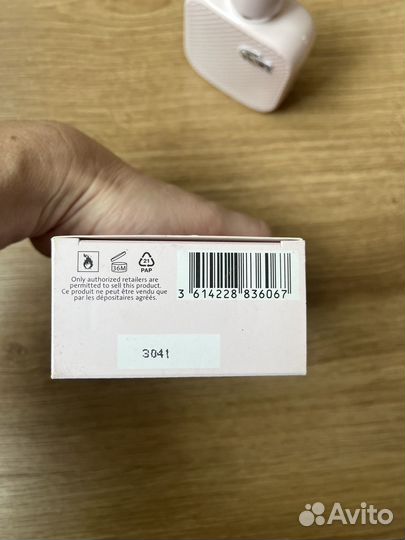 36M
21
PAP
Only authorized retailers are
permitted to sell this product.
Ce produit ne peut être vendu que
par les dépositaires agréés.
3 614228 836067
3041
Avito